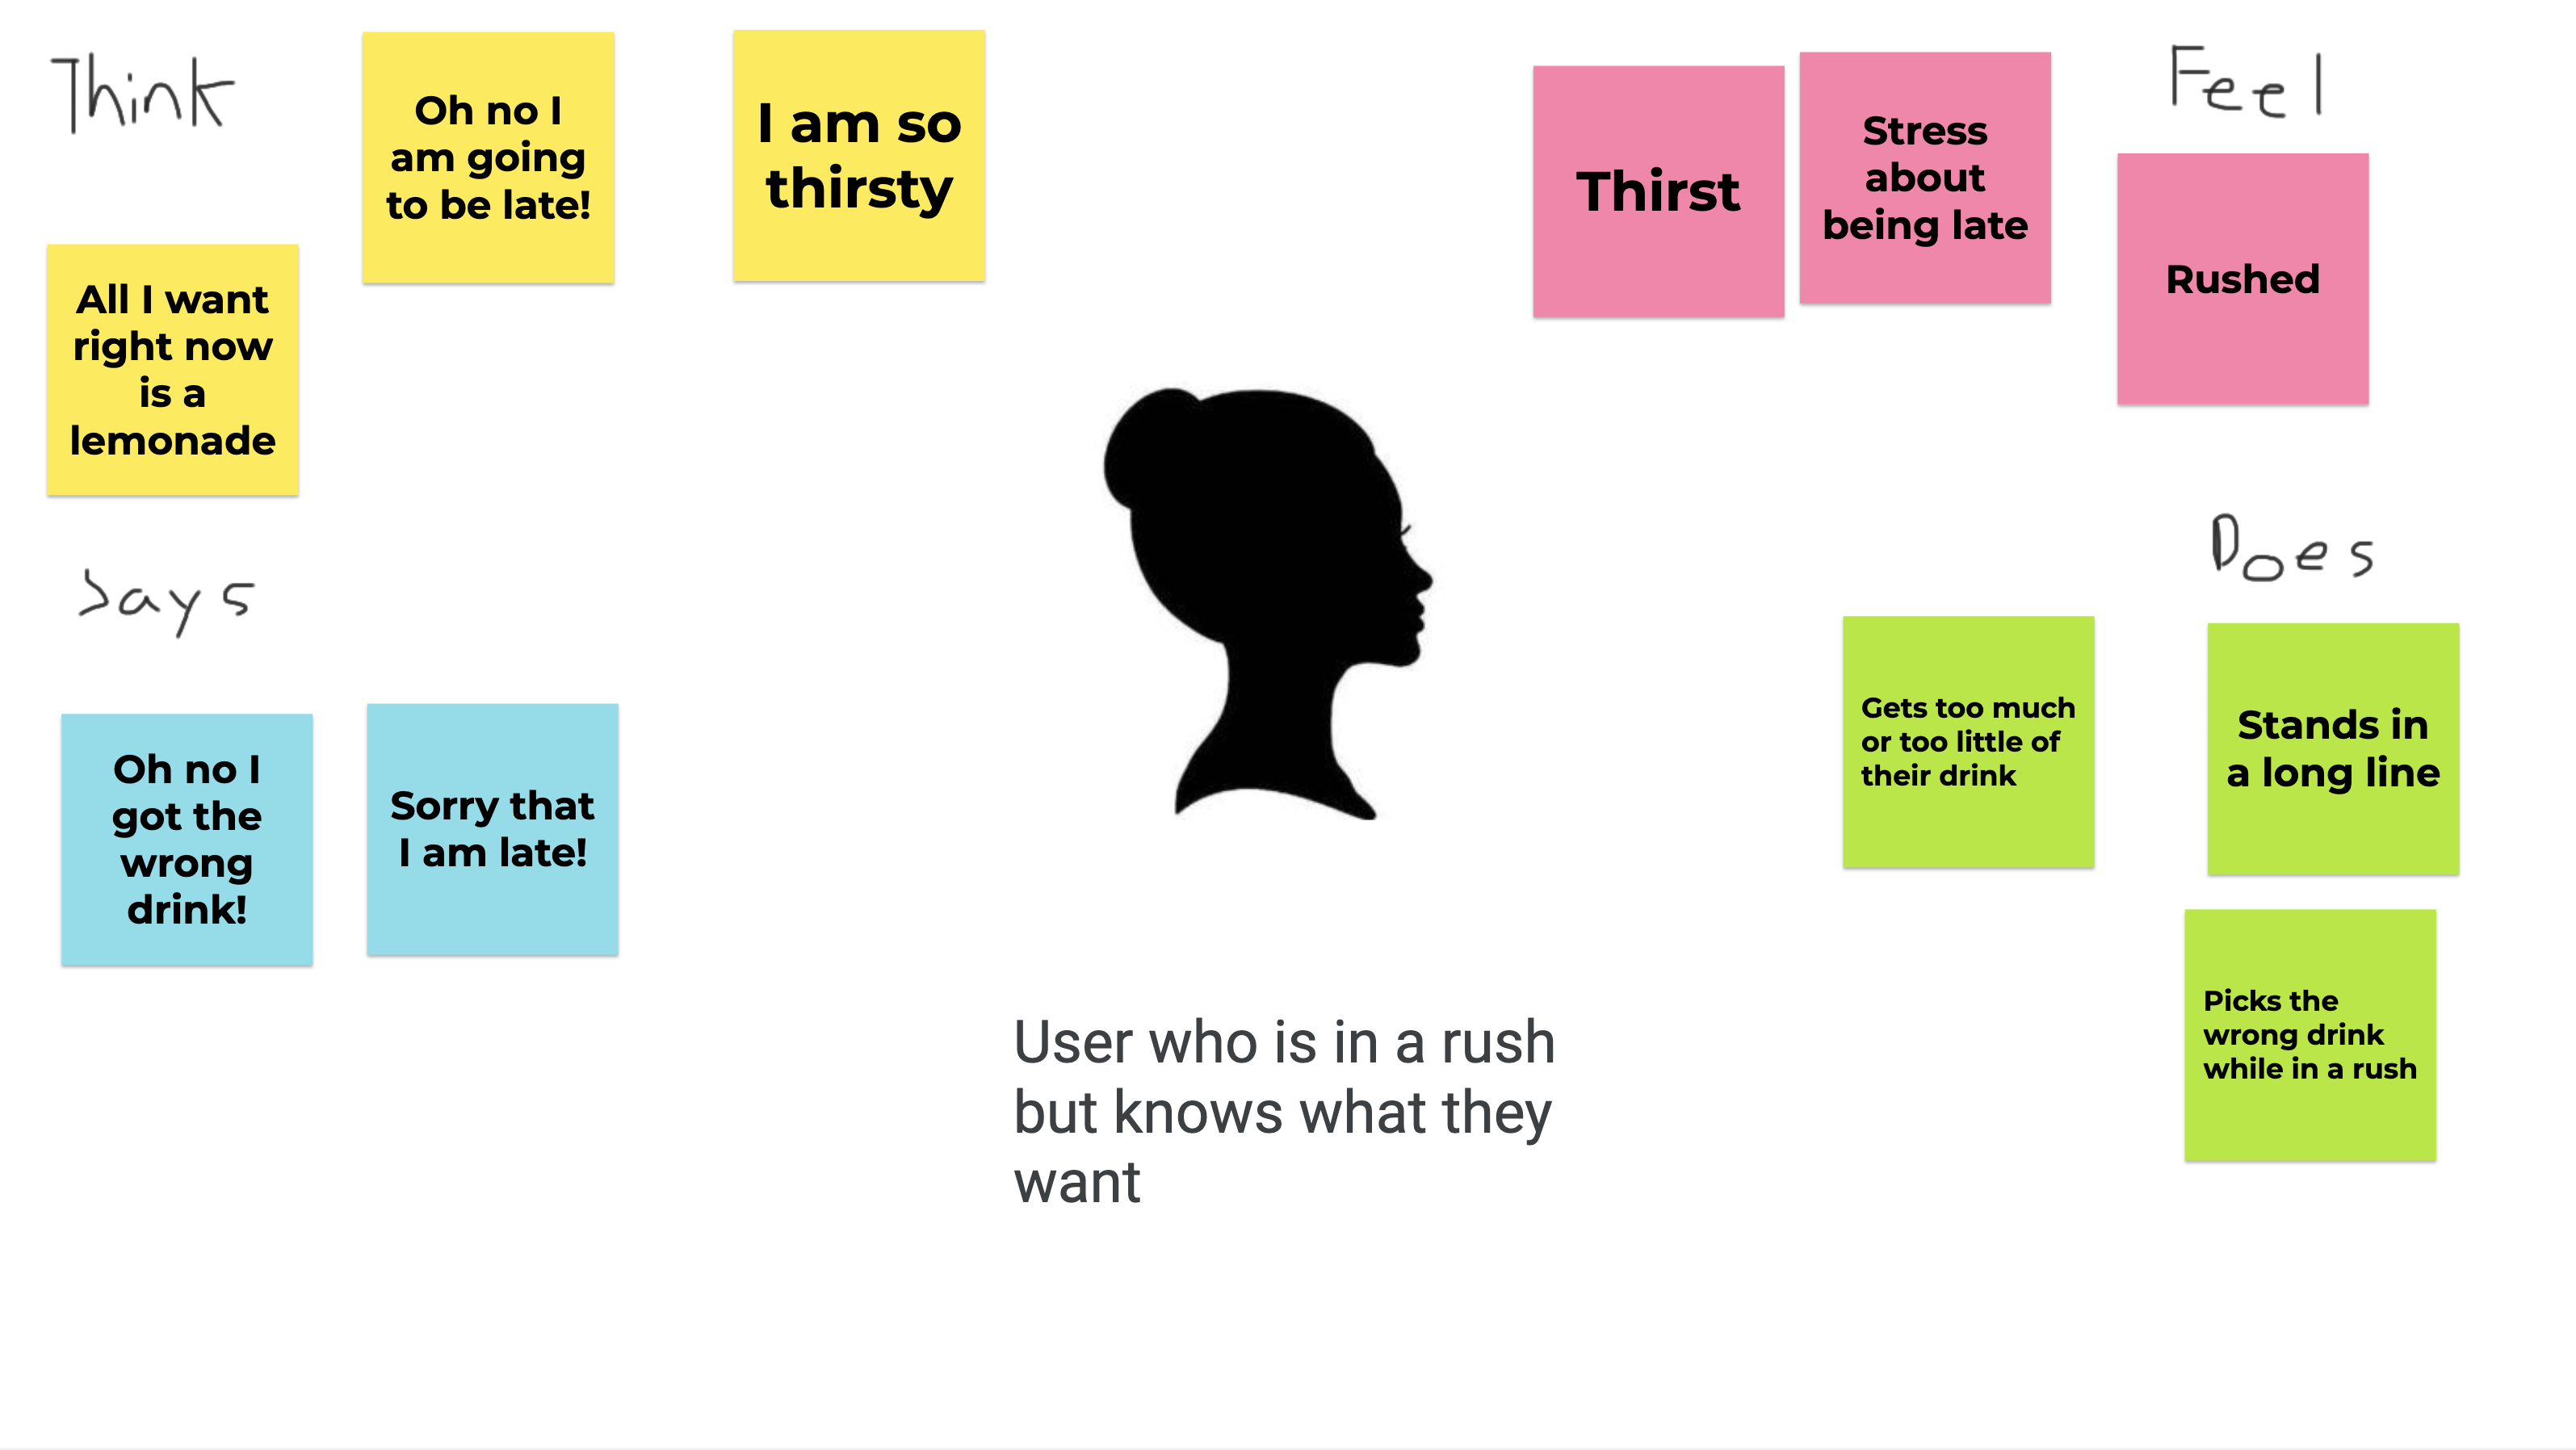 Think
Oh no I
am going
to be late!
I am so
thirsty
All I want
right now
is a
lemonade
Feel
Thirst
Stress
about
being late
Rushed
Says
Oh no I
got the
wrong
drink!
Sorry that
I am late!
Does
Gets too much
or too little of
their drink
Stands in
a long line
Picks the
wrong drink
while in a rush
User who is in a rush
but knows what they
want